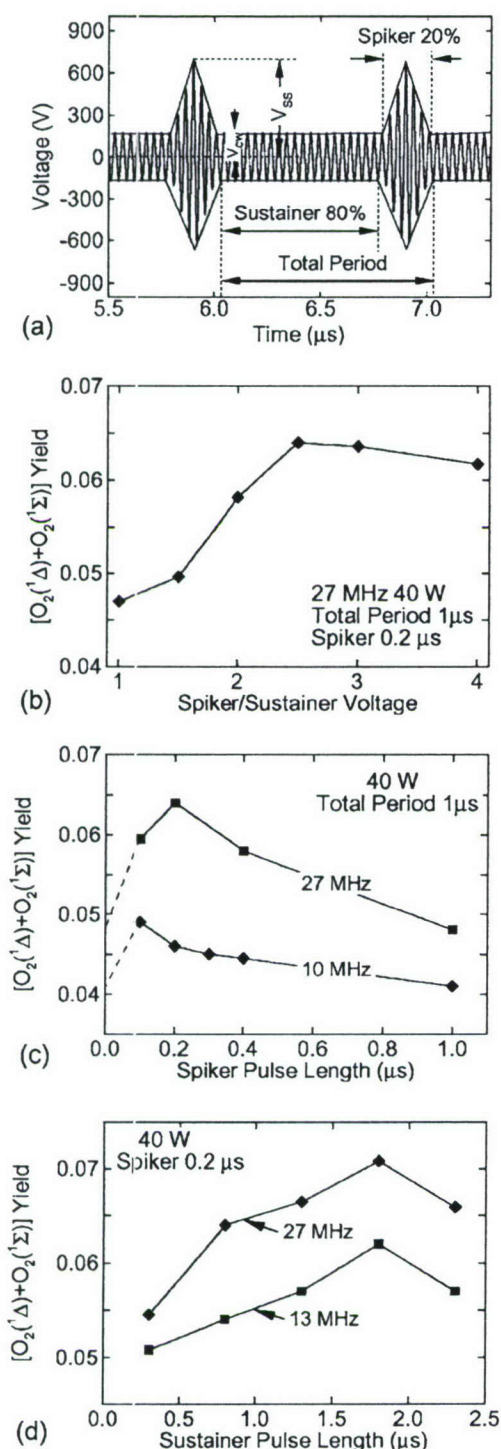 900
600
300
0
-300
-600
-900
Voltage (V)
Spiker 20%
V_SS
V_CW
Sustainer 80%
Total Period
5.5 6.0 6.5 7.0
Time (μs)
(a)
0.07
0.06
0.05
0.04
[O₂(¹Δ)+O₂(¹Σ)] Yield
27 MHz 40 W
Total Period 1μs
Spiker 0.2 μs
1 2 3 4
Spiker/Sustainer Voltage
(b)
0.06
0.05
0.04
[O₂(¹Δ)+O₂(¹Σ)] Yield
40 W
Total Period 1μs
27 MHz
10 MHz
0.0 0.2 0.4 0.6 0.8 1.0
Spiker Pulse Length (μs)
(c)
0.07
0.06
0.05
[O₂(¹Δ)+O₂(¹Σ)] Yield
40 W
Spiker 0.2 μs
27 MHz
13 MHz
0.0 0.5 1.0 1.5 2.0 2.5
Sustainer Pulse Length (μs)
(d)